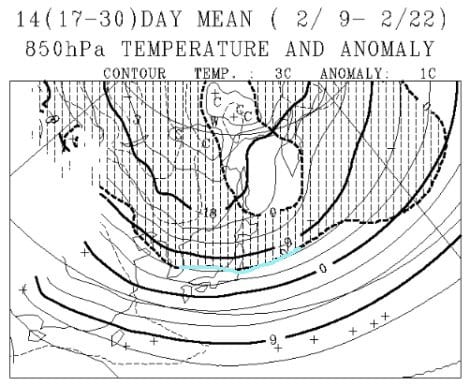 14(17-30)DAY MEAN ( 2/ 9- 2/22)
850hPa TEMPERATURE AND ANOMALY
CONTOUR TEMP. : 3C ANOMALY: 1C
C
C
W
C
C
C
-18
0
0
9